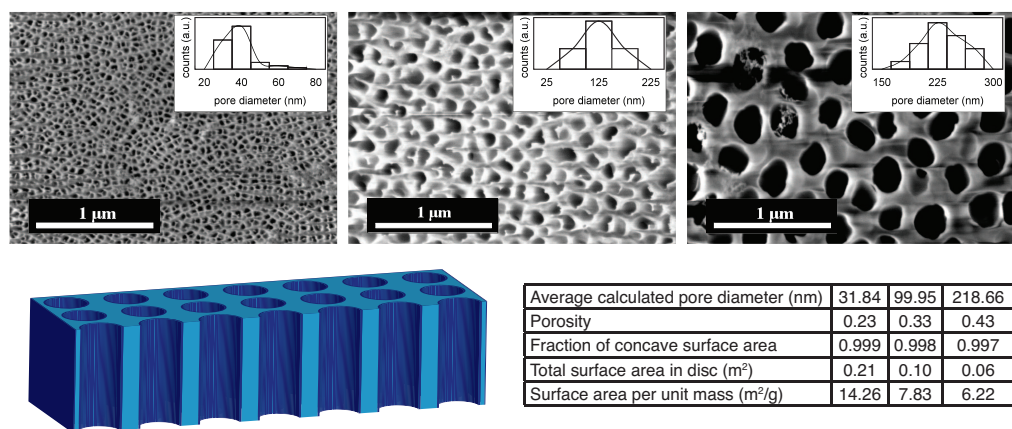 counts (a.u.)
20 40 60 80
pore diameter (nm)
1 μm
counts (a.u.)
25 125 225
pore diameter (nm)
1 μm
counts (a.u.)
150 225 300
pore diameter (nm)
1 μm
Average calculated pore diameter (nm) 31.84 99.95 218.66
Porosity 0.23 0.33 0.43
Fraction of concave surface area 0.999 0.998 0.997
Total surface area in disc (m²) 0.21 0.10 0.06
Surface area per unit mass (m²/g) 14.26 7.83 6.22